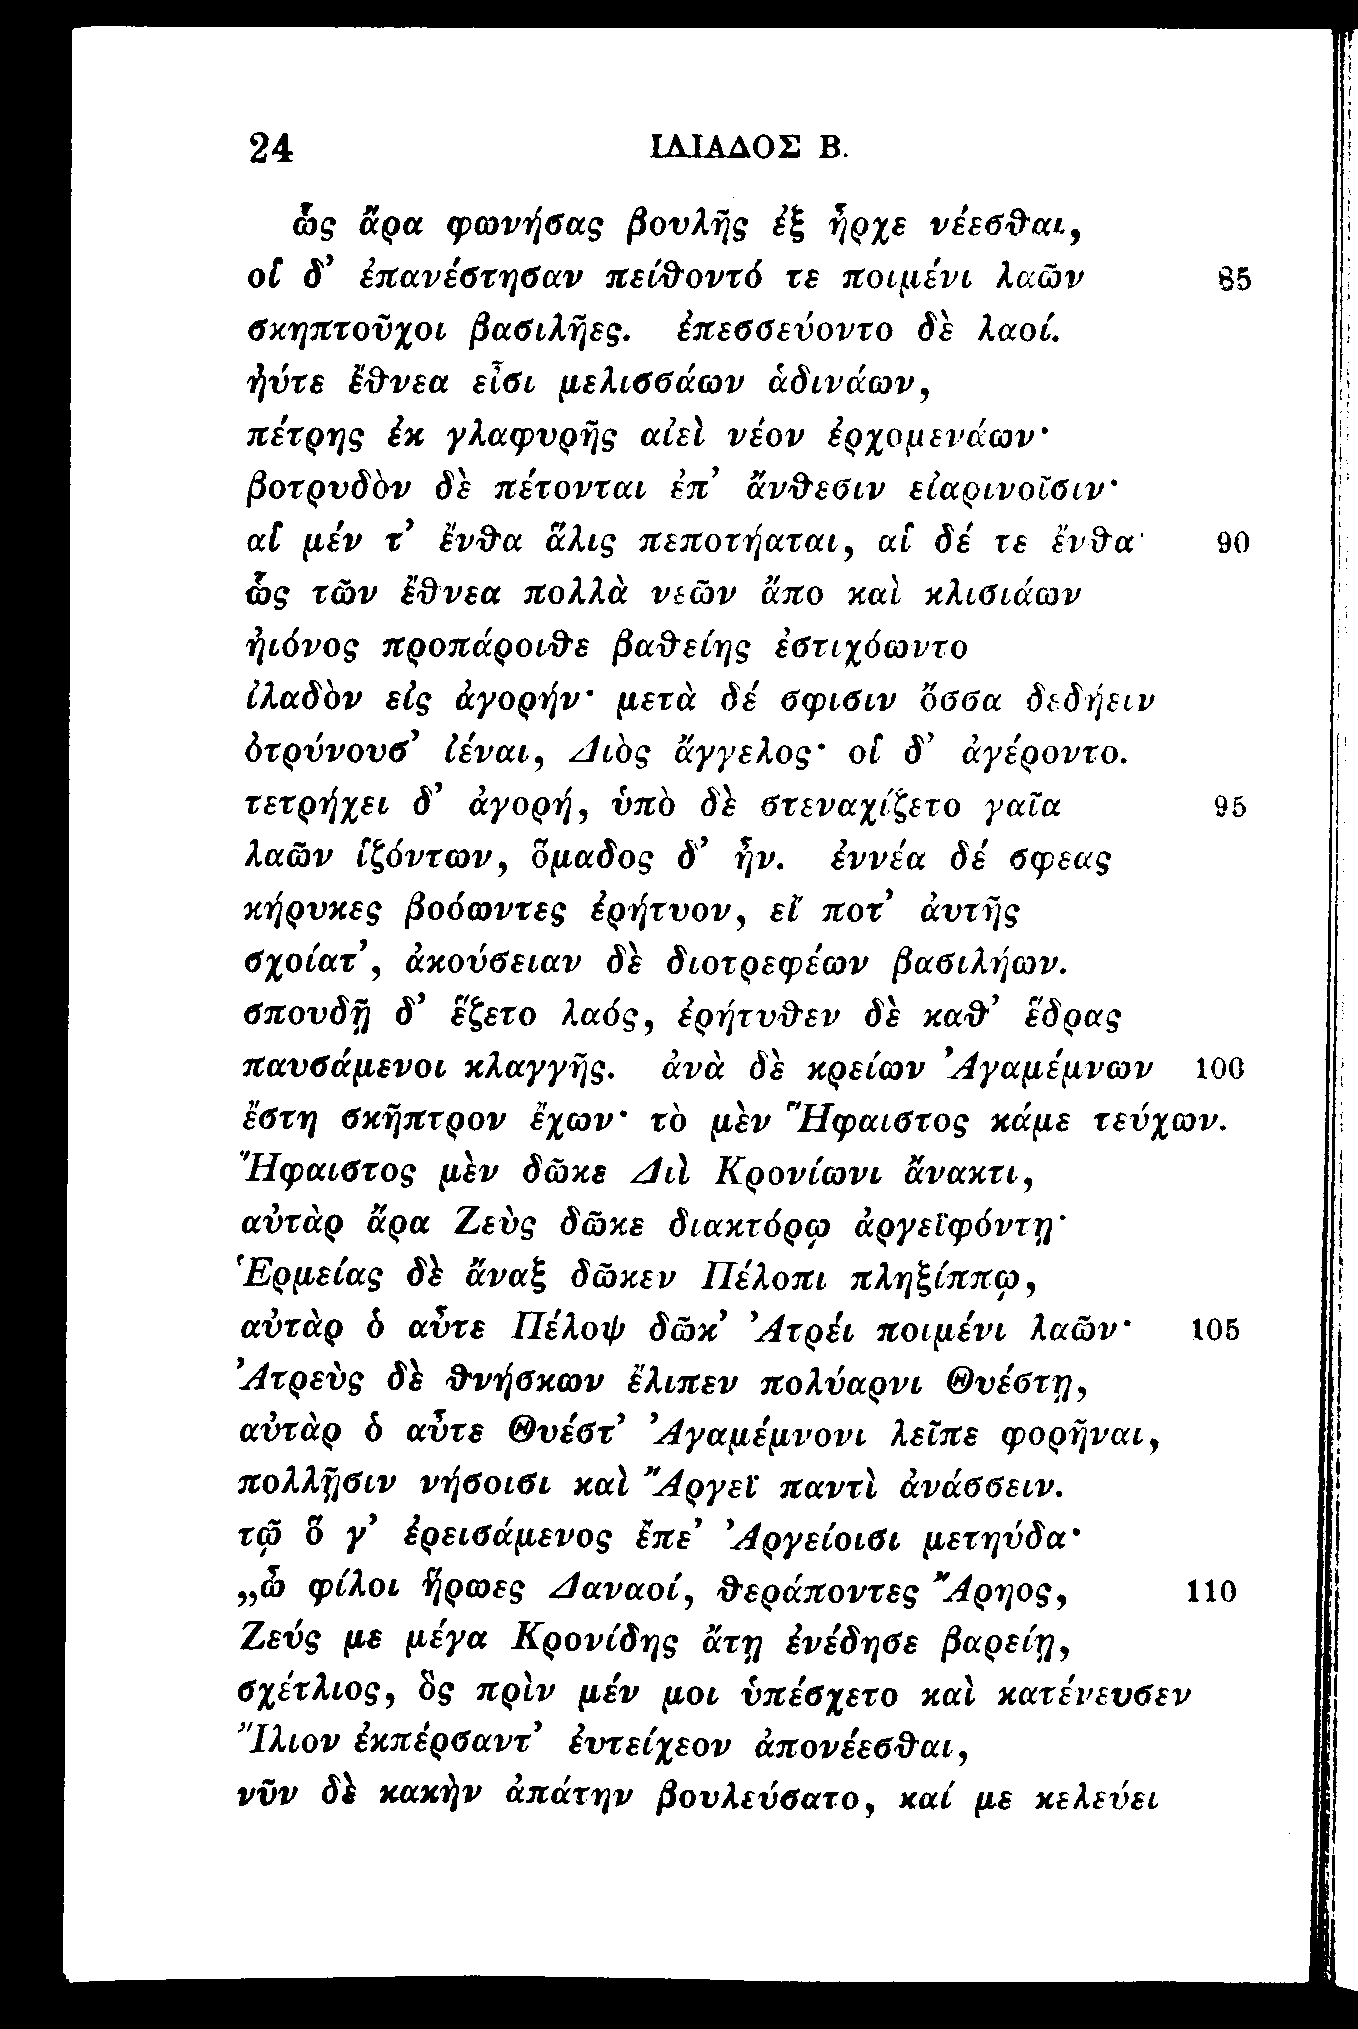 24 ΙΛΙΑΔΟΣ Β.
ὣς ἄρα φωνήσας βουλῆς ἐξ ἦρχε νέεσθαι,
οἳ δ’ ἐπανέστησαν πείθοντό τε ποιμένι λαῶν 85
σκηπτοῦχοι βασιλῆες. ἐπεσσεύοντο δὲ λαοί.
ἠύτε ἔθνεα εἶσι μελισσάων ἁδινάων,
πέτρης ἐκ γλαφυρῆς αἰεὶ νέον ἐρχομενάων·
βοτρυδὸν δὲ πέτονται ἐπ’ ἄνθεσιν εἰαρινοῖσιν·
αἳ μέν τ’ ἔνθα ἅλις πεποτήαται, αἳ δέ τε ἔνθα· 90
ὣς τῶν ἔθνεα πολλὰ νεῶν ἄπο καὶ κλισιάων
ἠιόνος προπάροιθε βαθείης ἐστιχόωντο
ἰλαδὸν εἰς ἀγορήν· μετὰ δέ σφισιν ὄσσα δεδήειν
ὀτρύνουσ’ ἰέναι, Διὸς ἄγγελος· οἳ δ’ ἀγέροντο.
τετρήχει δ’ ἀγορή, ὑπὸ δὲ στεναχίζετο γαῖα 95
λαῶν ἱζόντων, ὅμαδος δ’ ἦν. ἐννέα δέ σφεας
κήρυκες βοόωντες ἐρήτυον, εἴ ποτ’ ἀυτῆς
σχοίατ’, ἀκούσειαν δὲ διοτρεφέων βασιλήων.
σπουδῇ δ’ ἕζετο λαός, ἐρήτυθεν δὲ καθ’ ἕδρας
παυσάμενοι κλαγγῆς. ἀνὰ δὲ κρείων Ἀγαμέμνων 100
ἔστη σκῆπτρον ἔχων· τὸ μὲν Ἥφαιστος κάμε τεύχων.
Ἥφαιστος μὲν δῶκε Διὶ Κρονίωνι ἄνακτι,
αὐτὰρ ἄρα Ζεὺς δῶκε διακτόρῳ ἀργεϊφόντῃ·
Ἑρμείας δὲ ἄναξ δῶκεν Πέλοπι πληξίππῳ,
αὐτὰρ ὁ αὖτε Πέλοψ δῶκ’ Ἀτρέι ποιμένι λαῶν· 105
Ἀτρεὺς δὲ θνήσκων ἔλιπεν πολύαρνι Θυέστῃ,
αὐτὰρ ὁ αὖτε Θυέστ’ Ἀγαμέμνονι λεῖπε φορῆναι,
πολλῇσιν νήσοισι καὶ Ἄργεϊ παντὶ ἀνάσσειν.
τῷ ὅ γ’ ἐρεισάμενος ἔπε’ Ἀργείοισι μετηύδα·
„ὦ φίλοι ἥρωες Δαναοί, θεράποντες Ἄρηος, 110
Ζεύς με μέγα Κρονίδης ἄτῃ ἐνέδησε βαρείῃ,
σχέτλιος, ὃς πρὶν μέν μοι ὑπέσχετο καὶ κατένευσεν
Ἴλιον ἐκπέρσαντ’ ἐυτείχεον ἀπονέεσθαι,
νῦν δὲ κακὴν ἀπάτην βουλεύσατο, καί με κελεύει